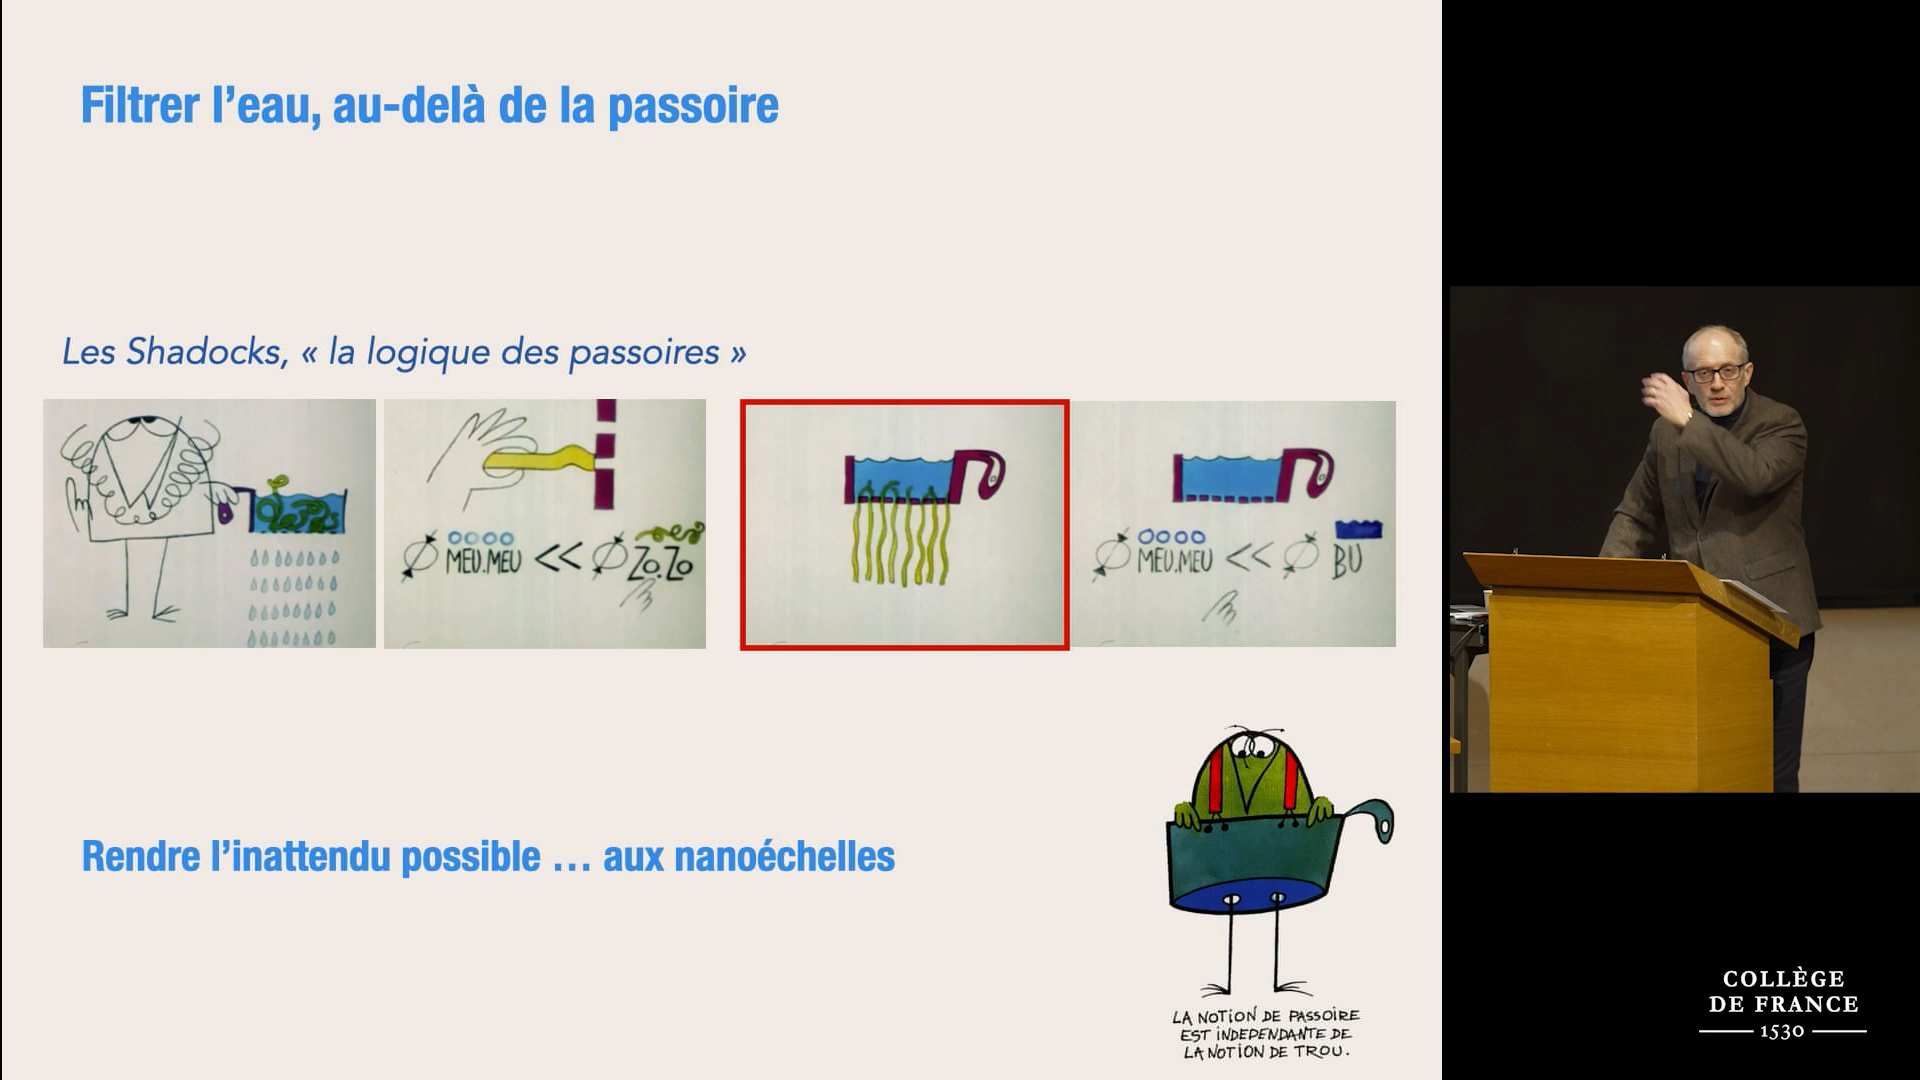 Filtrer l’eau, au-delà de la passoire
Les Shadocks, « la logique des passoires »
Ø MEU.MEU << Ø ZO.ZO
Ø MEU.MEU << Ø BU
Rendre l’inattendu possible … aux nanoéchelles
LA NOTION DE PASSOIRE
EST INDEPENDANTE DE
LA NOTION DE TROU.
COLLÈGE
DE FRANCE
1530